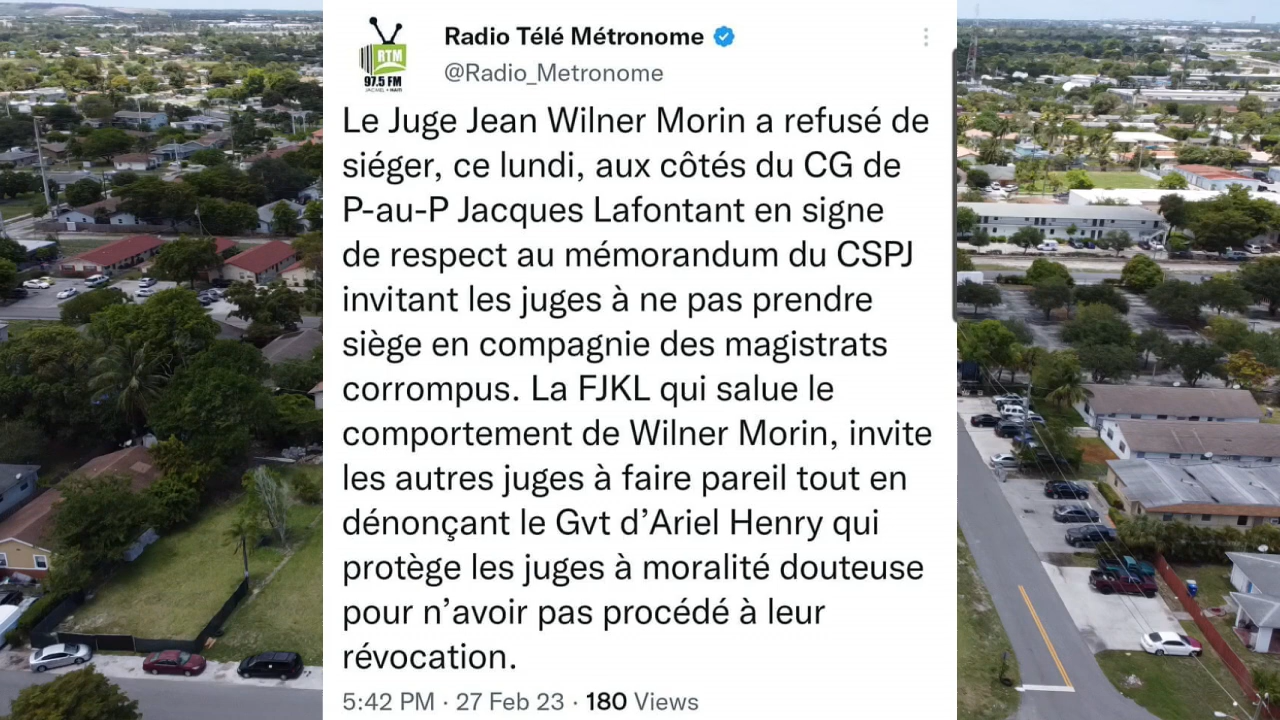 Radio Télé Métronome
@Radio_Metronome
RTM
97.5 FM
JACMEL • HAITI
Le Juge Jean Wilner Morin a refusé de
siéger, ce lundi, aux côtés du CG de
P-au-P Jacques Lafontant en signe
de respect au mémorandum du CSPJ
invitant les juges à ne pas prendre
siège en compagnie des magistrats
corrompus. La FJKL qui salue le
comportement de Wilner Morin, invite
les autres juges à faire pareil tout en
dénonçant le Gvt d’Ariel Henry qui
protège les juges à moralité douteuse
pour n’avoir pas procédé à leur
révocation.
5:42 PM · 27 Feb 23 · 180 Views